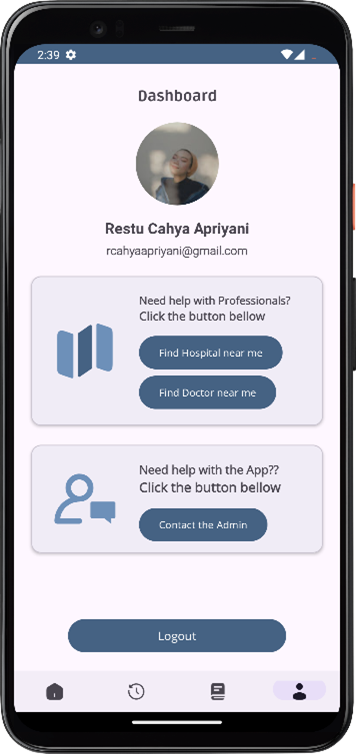 2:39
Dashboard
Restu Cahya Apriyani
rcahyaapriyani@gmail.com
Need help with Professionals?
Click the button bellow
Find Hospital near me
Find Doctor near me
Need help with the App??
Click the button bellow
Contact the Admin
Logout